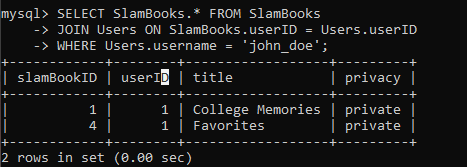 mysql> SELECT SlamBooks.* FROM SlamBooks
    -> JOIN Users ON SlamBooks.userID = Users.userID
    -> WHERE Users.username = 'john_doe';
+------------+--------+------------------+---------+
| slamBookID | userID | title            | privacy |
+------------+--------+------------------+---------+
|          1 |      1 | College Memories | private |
|          4 |      1 | Favorites        | private |
+------------+--------+------------------+---------+
2 rows in set (0.00 sec)